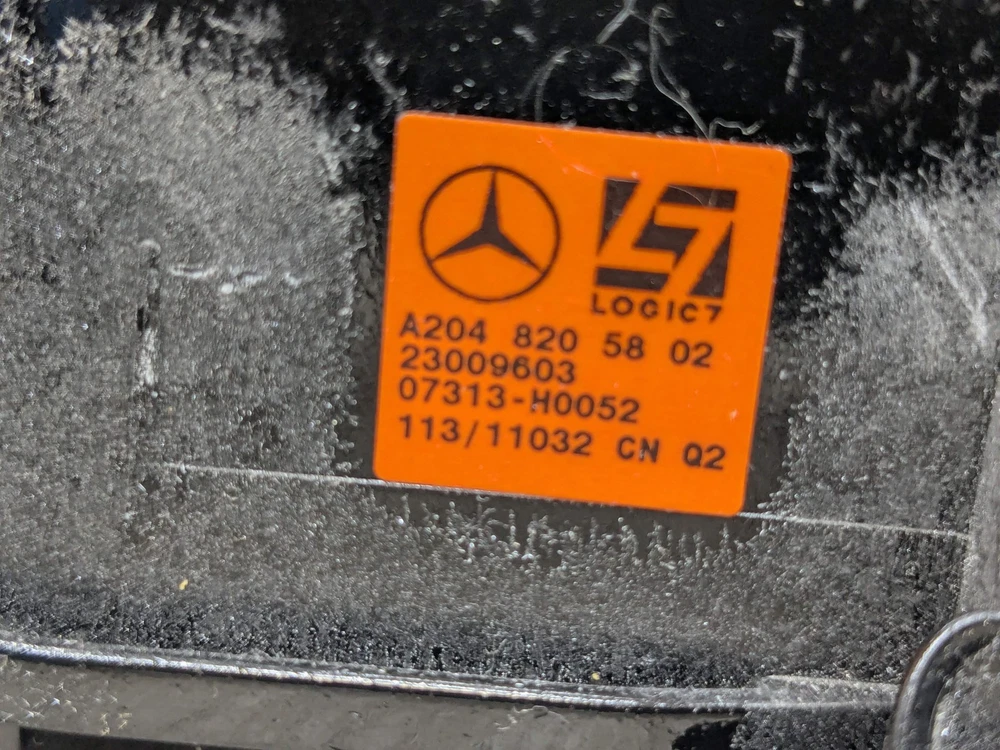 LOGIC7
A204 820 58 02
23009603
07313-H0052
113/11032 CN Q2